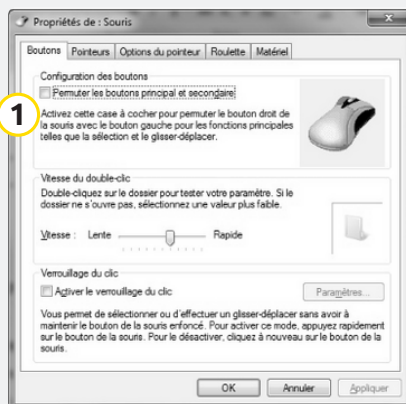 Propriétés de : Souris
Boutons Pointeurs Options du pointeur Roulette Matériel
Configuration des boutons
Permuter les boutons principal et secondaire
1
Activez cette case à cocher pour permuter le bouton droit de
la souris avec le bouton gauche pour les fonctions principales
telles que la sélection et le glisser-déplacer.
Vitesse du double-clic
Double-cliquez sur le dossier pour tester votre paramètre. Si le
dossier ne s'ouvre pas, sélectionnez une valeur plus faible.
Vitesse : Lente Rapide
Verrouillage du clic
Activer le verrouillage du clic Paramètres...
Vous permet de sélectionner ou d'effectuer un glisser-déplacer sans avoir à
maintenir le bouton de la souris enfoncé. Pour activer ce mode, appuyez rapidement
sur le bouton de la souris. Pour le désactiver, cliquez à nouveau sur le bouton de la
souris.
OK Annuler Appliquer